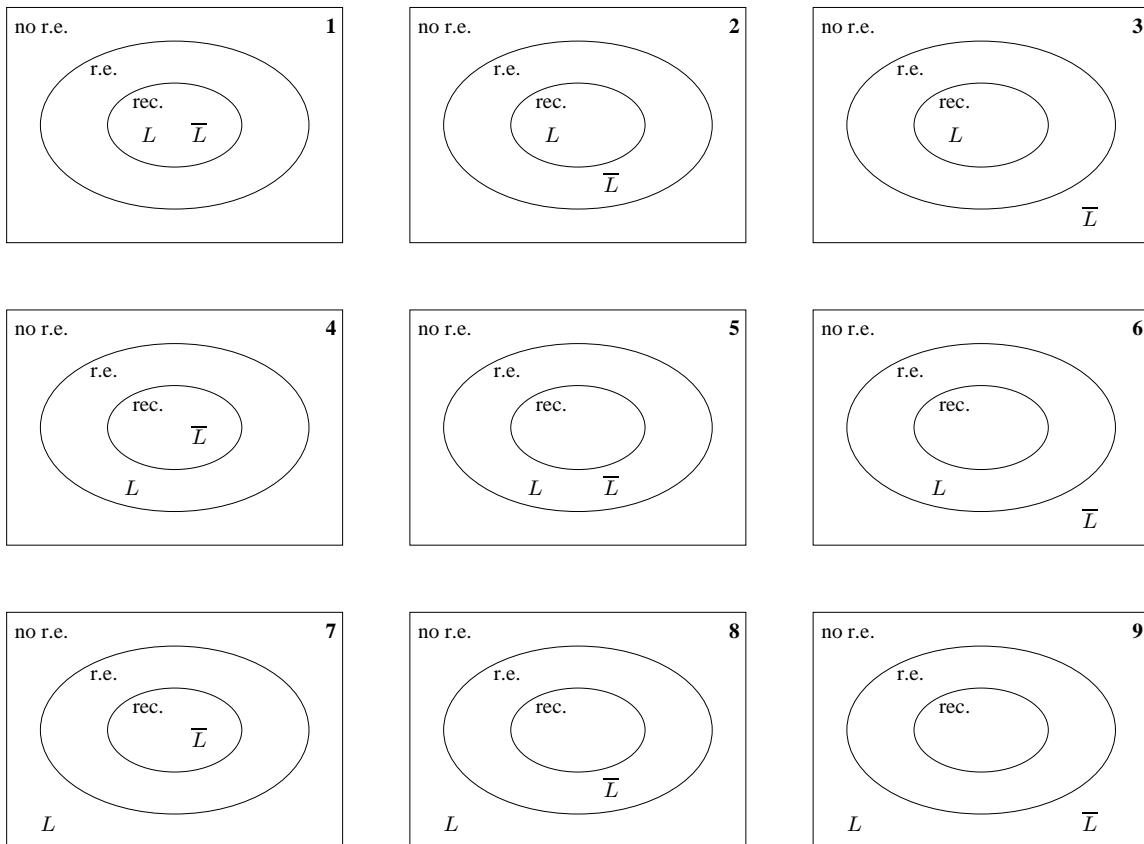 no r.e. 1
r.e.
rec.
L L̅
no r.e. 2
r.e.
rec.
L
L̅
no r.e. 3
r.e.
rec.
L
L̅
no r.e. 4
r.e.
rec.
L̅
L
no r.e. 5
r.e.
rec.
L L̅
no r.e. 6
r.e.
rec.
L
L̅
no r.e. 7
r.e.
rec.
L̅
L
no r.e. 8
r.e.
rec.
L̅
L
no r.e. 9
r.e.
rec.
L L̅